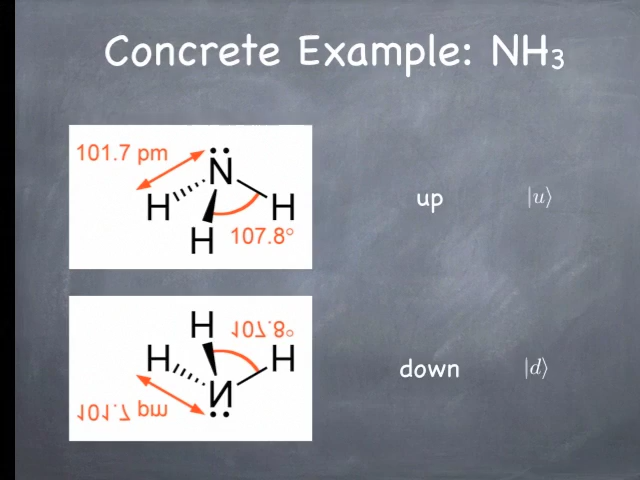 Concrete Example: NH₃
101.7 pm
N
H
H
H
107.8°
up
|u⟩
H
107.8°
H
H
N
101.7 pm
down
|d⟩